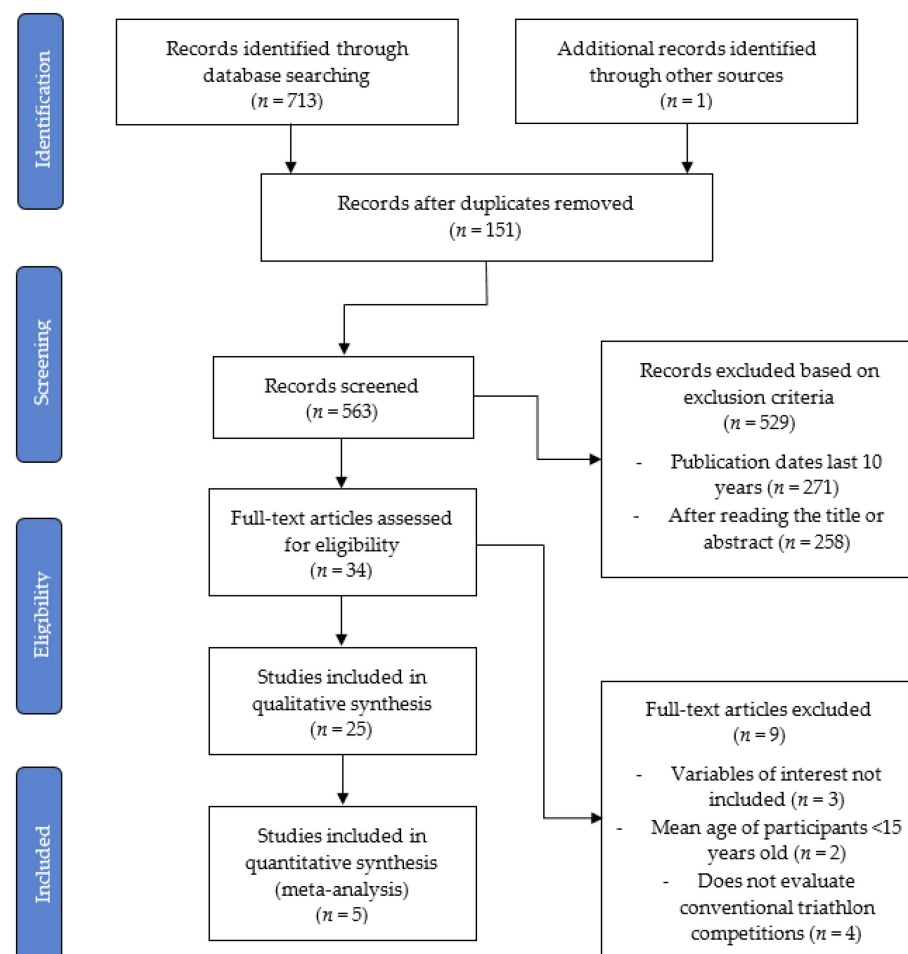 Identification
Records identified through
database searching
(n = 713)
Additional records identified
through other sources
(n = 1)
Records after duplicates removed
(n = 151)
Screening
Records screened
(n = 563)
Records excluded based on
exclusion criteria
(n = 529)
- Publication dates last 10
years (n = 271)
- After reading the title or
abstract (n = 258)
Eligibility
Full-text articles assessed
for eligibility
(n = 34)
Studies included in
qualitative synthesis
(n = 25)
Full-text articles excluded
(n = 9)
- Variables of interest not
included (n = 3)
- Mean age of participants <15
years old (n = 2)
- Does not evaluate
conventional triathlon
competitions (n = 4)
Included
Studies included in
quantitative synthesis
(meta-analysis)
(n = 5)